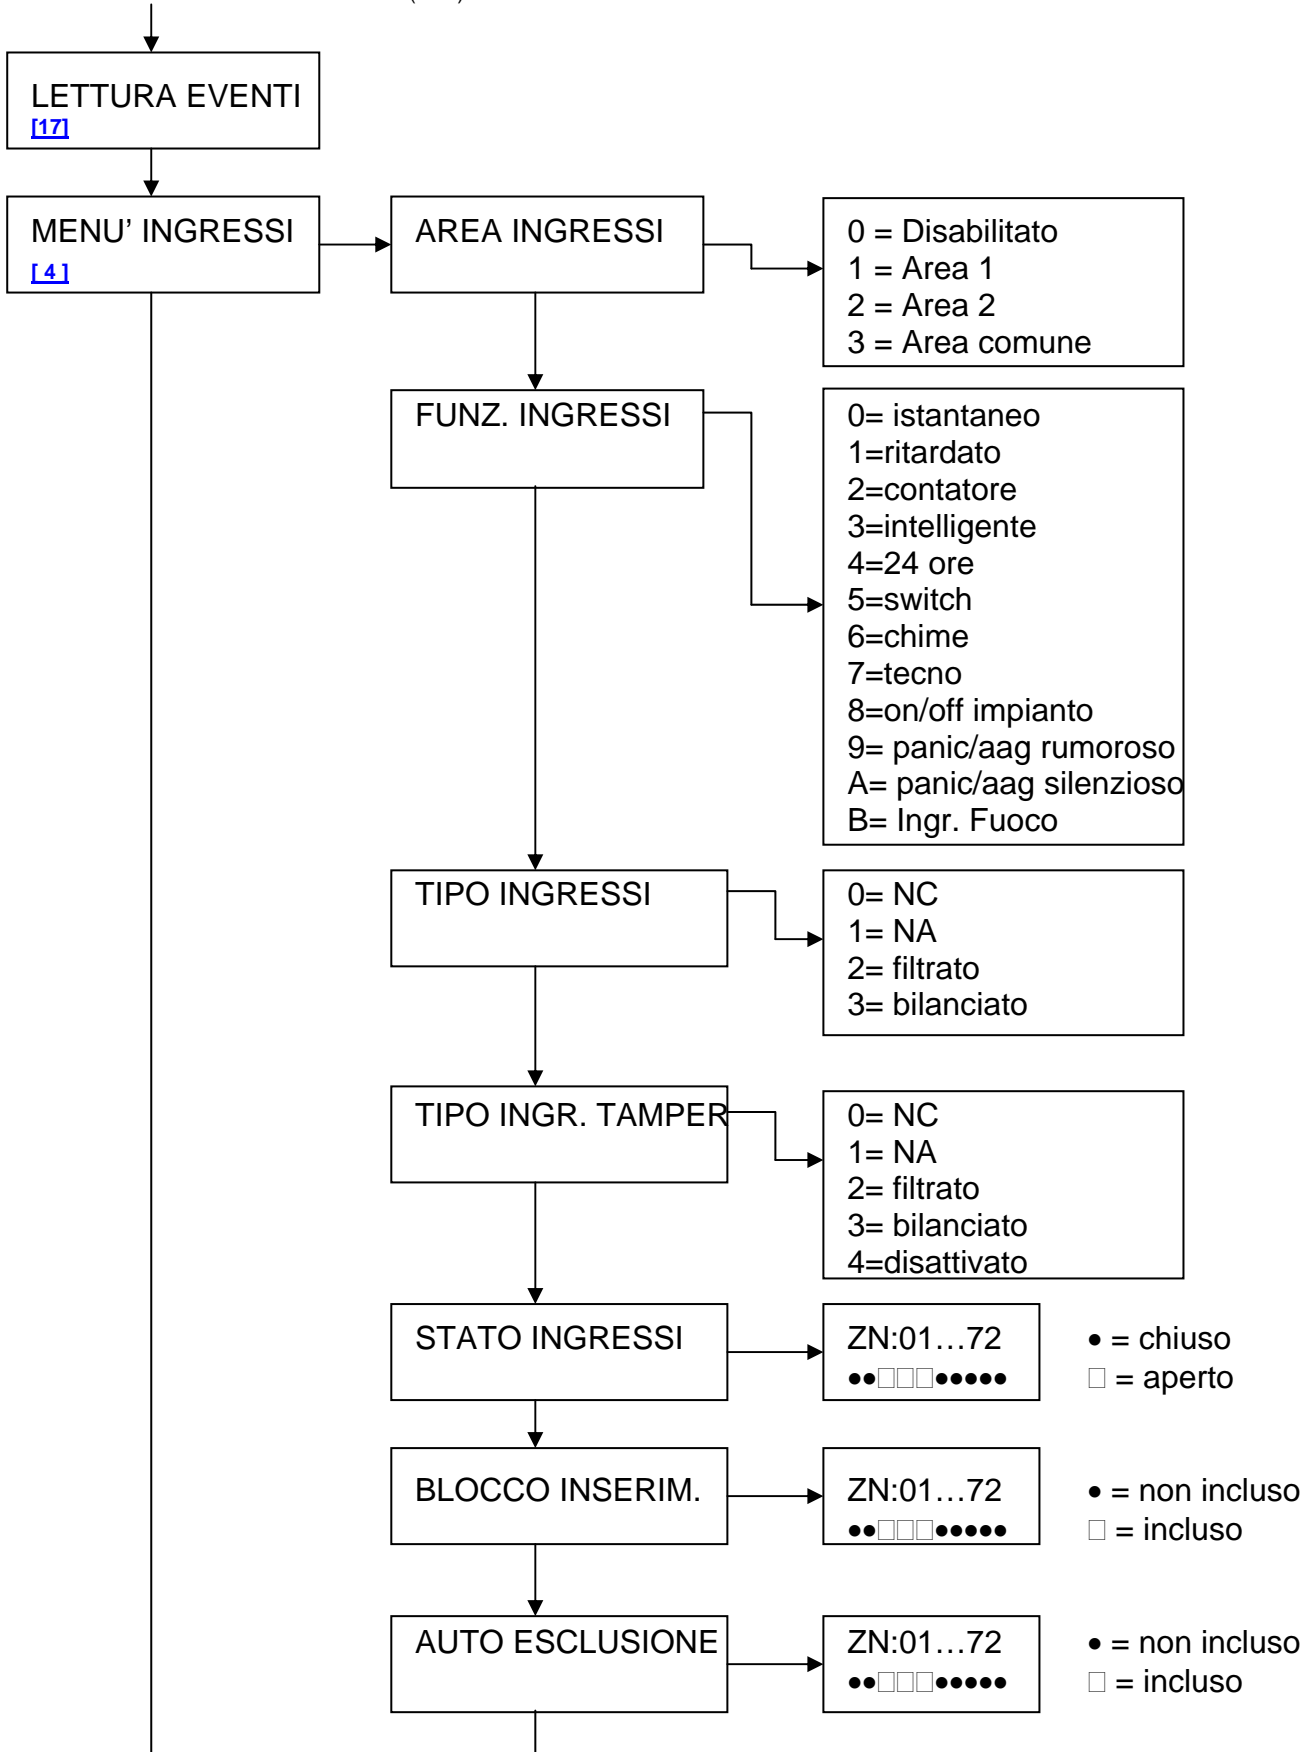 LETTURA EVENTI
[17]
MENU' INGRESSI
[ 4 ]
AREA INGRESSI
0 = Disabilitato
1 = Area 1
2 = Area 2
3 = Area comune
FUNZ. INGRESSI
0= istantaneo
1=ritardato
2=contatore
3=intelligente
4=24 ore
5=switch
6=chime
7=tecno
8=on/off impianto
9= panic/aag rumoroso
A= panic/aag silenzioso
B= Ingr. Fuoco
TIPO INGRESSI
0= NC
1= NA
2= filtrato
3= bilanciato
TIPO INGR. TAMPER
0= NC
1= NA
2= filtrato
3= bilanciato
4=disattivato
STATO INGRESSI
ZN:01…72
●●□□□●●●●●
● = chiuso
□ = aperto
BLOCCO INSERIM.
ZN:01…72
●●□□□●●●●●
● = non incluso
□ = incluso
AUTO ESCLUSIONE
ZN:01…72
●●□□□●●●●●
● = non incluso
□ = incluso